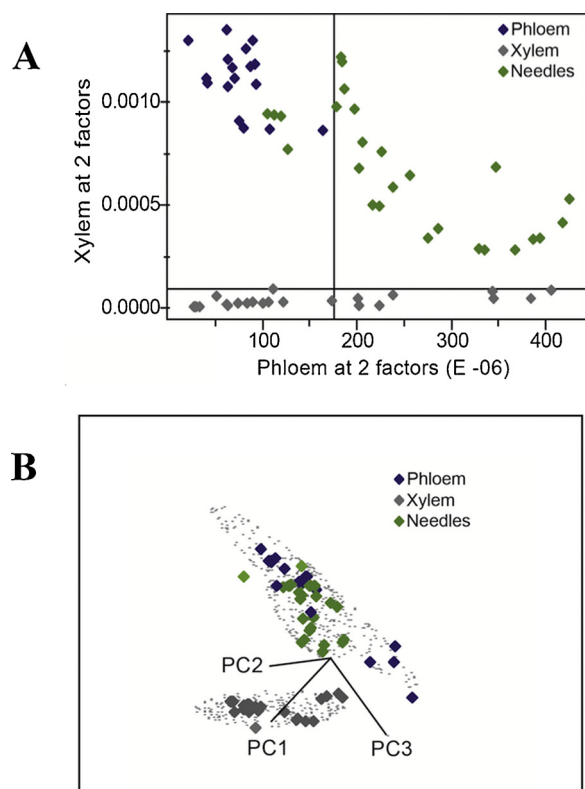 A
Phloem
Xylem
Needles
Xylem at 2 factors
0.0010
0.0005
0.0000
100
200
300
400
Phloem at 2 factors (E -06)
B
Phloem
Xylem
Needles
PC2
PC1
PC3